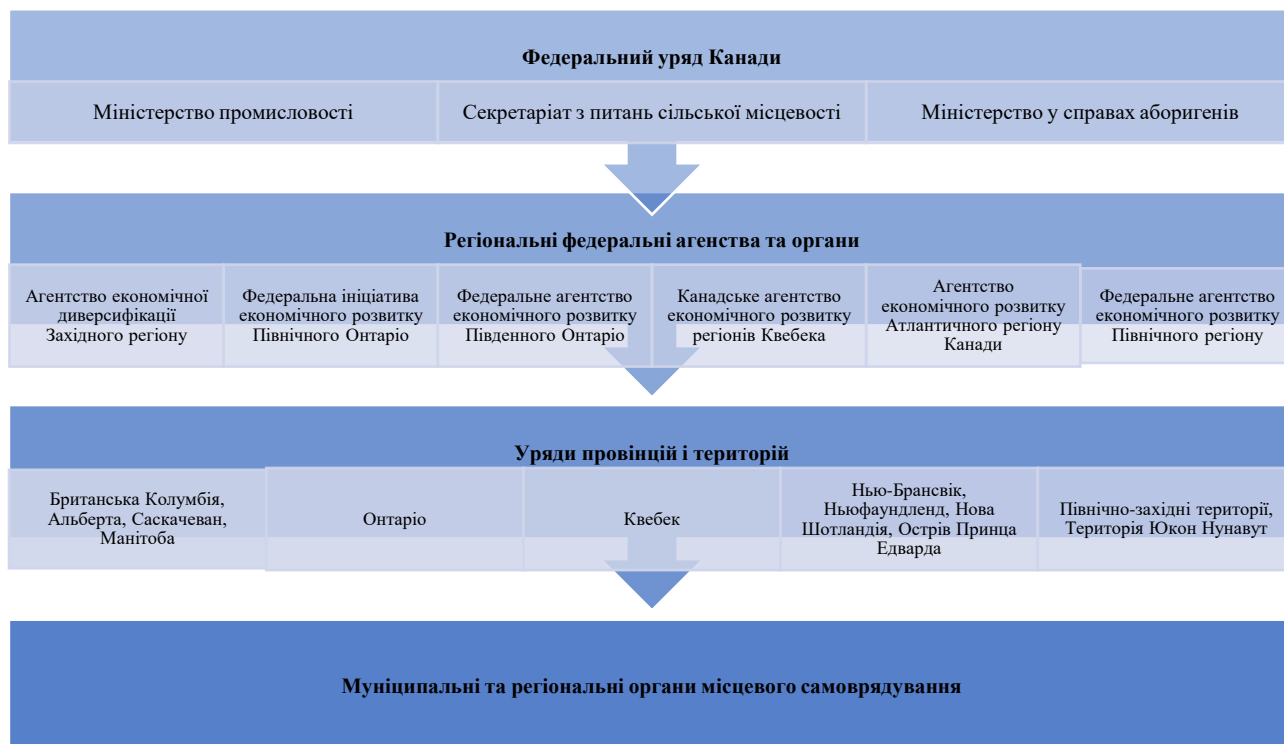 Федеральний уряд Канади
Міністерство промисловості
Секретаріат з питань сільської місцевості
Міністерство у справах аборигенів
Регіональні федеральні агенства та органи
Агентство економічної
диверсифікації
Західного регіону
Федеральна ініціатива
економічного розвитку
Північного Онтаріо
Федеральне агентство
економічного розвитку
Південного Онтаріо
Канадське агентство
економічного розвитку
регіонів Квебека
Агентство
економічного розвитку
Атлантичного регіону
Канади
Федеральне агентство
економічного розвитку
Північного регіону
Уряди провінцій і територій
Британська Колумбія,
Альберта, Саскачеван,
Манітоба
Онтаріо
Квебек
Нью-Брансвік,
Ньюфаундленд, Нова
Шотландія, Острів Принца
Едварда
Північно-західні території,
Територія Юкон Нунавут
Муніципальні та регіональні органи місцевого самоврядування